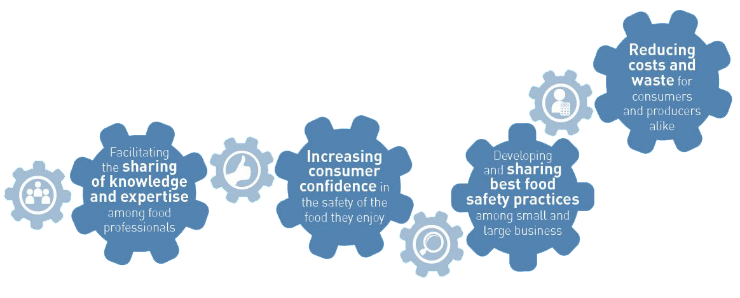 Facilitating
the sharing
of knowledge
and expertise
among food
professionals
Increasing
consumer
confidence in
the safety of the
food they enjoy
Developing
and sharing
best food
safety practices
among small and
large business
Reducing
costs and
waste for
consumers
and producers
alike